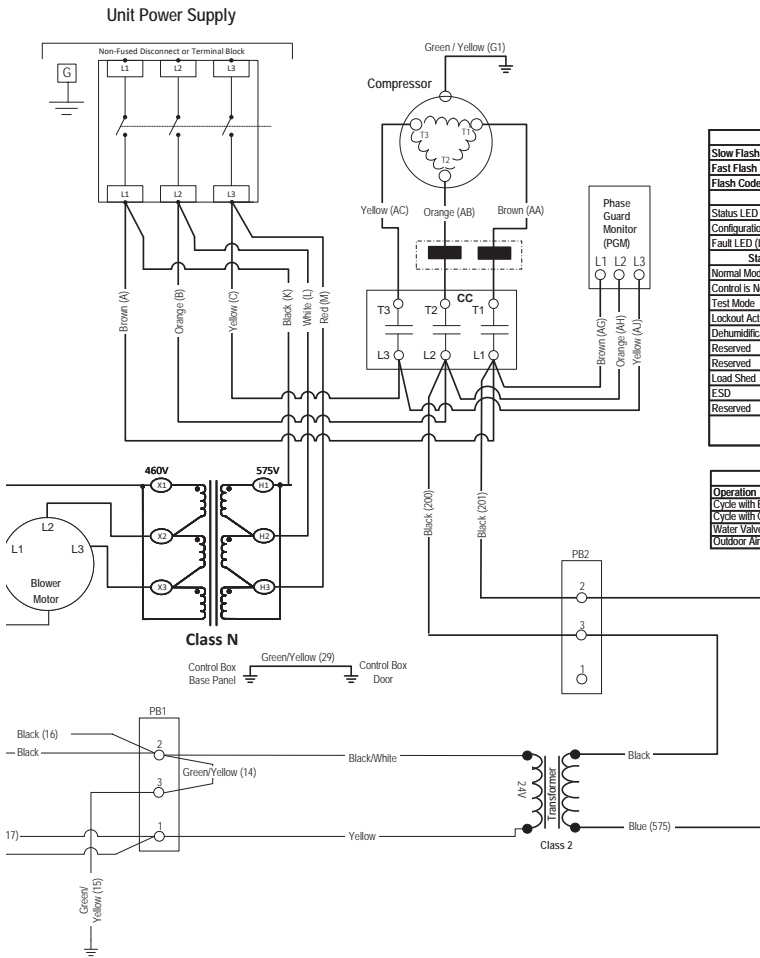 Unit Power Supply
Non-Fused Disconnect or Terminal Block
G
L1 L2 L3
L1 L2 L3
Green / Yellow (G1)
Compressor
T3 T1
T2
Yellow (AC) Orange (AB) Brown (AA)
Phase
Guard
Monitor
(PGM)
L1 L2 L3
CC
T3 T2 T1
L3 L2 L1
Brown (A)
Orange (B)
Yellow (C)
Black (K)
White (L)
Red (M)
Brown (AG)
Orange (AH)
Yellow (AJ)
Slow Flash
Fast Flash
Flash Code
Status LED
Configuratio
Fault LED (
Sta
Normal Mod
Control is N
Test Mode
Lockout Act
Dehumidific
Reserved
Reserved
Load Shed
ESD
Reserved
Operation
Cycle with
Cycle with
Water Valve
Outdoor Air
460V 575V
X1 H1
X2 H2
X3 H3
L2
L1 L3
Blower
Motor
Class N
Black (200)
Black (201)
PB2
2
3
1
Control Box
Base Panel
Green/Yellow (29)
Control Box
Door
PB1
Black (16)
Black
2
Green/Yellow (14)
3
17)
1
Green/
Yellow (15)
Black/White
Yellow
24V
Transformer
Class 2
Black
Blue (575)